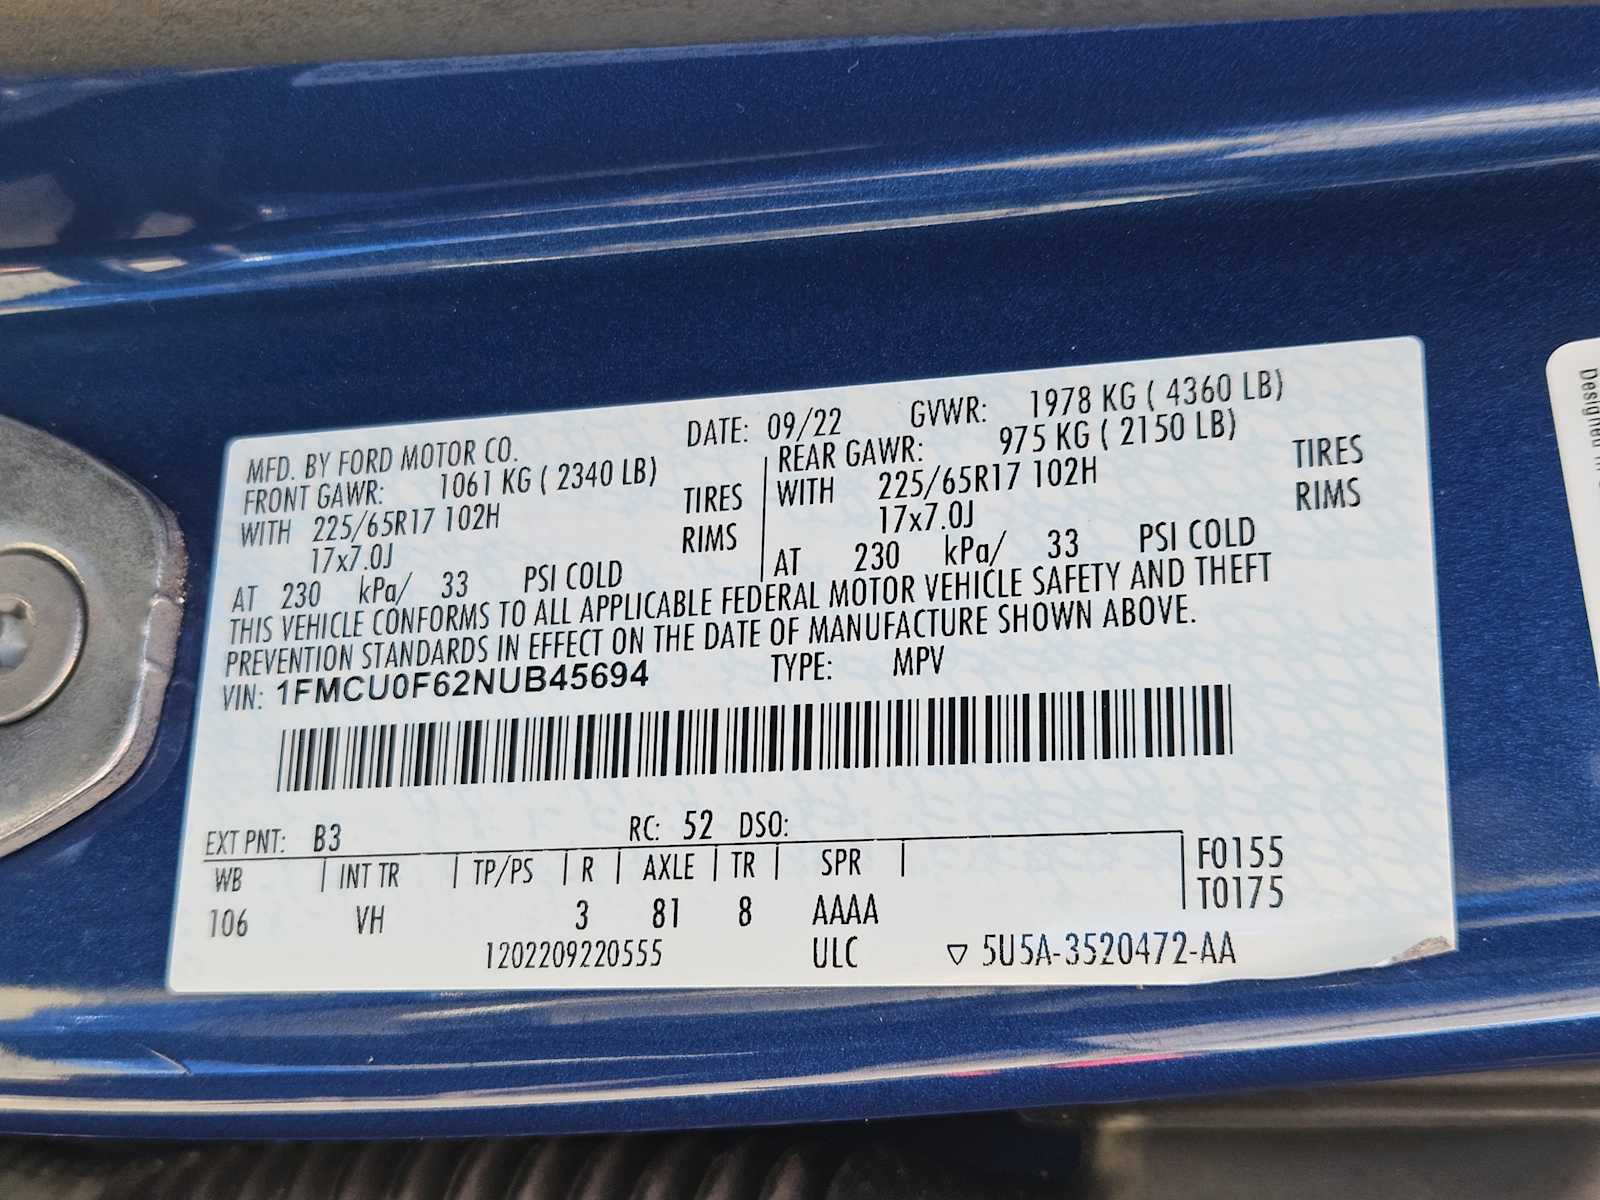 MFD. BY FORD MOTOR CO. DATE: 09/22 GVWR: 1978 KG ( 4360 LB)
FRONT GAWR: 1061 KG ( 2340 LB) REAR GAWR: 975 KG ( 2150 LB)
WITH 225/65R17 102H TIRES WITH 225/65R17 102H TIRES
17x7.0J RIMS 17x7.0J RIMS
AT 230 kPa/ 33 PSI COLD AT 230 kPa/ 33 PSI COLD
THIS VEHICLE CONFORMS TO ALL APPLICABLE FEDERAL MOTOR VEHICLE SAFETY AND THEFT
PREVENTION STANDARDS IN EFFECT ON THE DATE OF MANUFACTURE SHOWN ABOVE.
VIN: 1FMCU0F62NUB45694 TYPE: MPV
EXT PNT: B3 RC: 52 DSO:
WB INT TR TP/PS R AXLE TR SPR F0155
106 VH 3 81 8 AAAA T0175
1202209220555 ULC ▽ 5U5A-3520472-AA
Designed